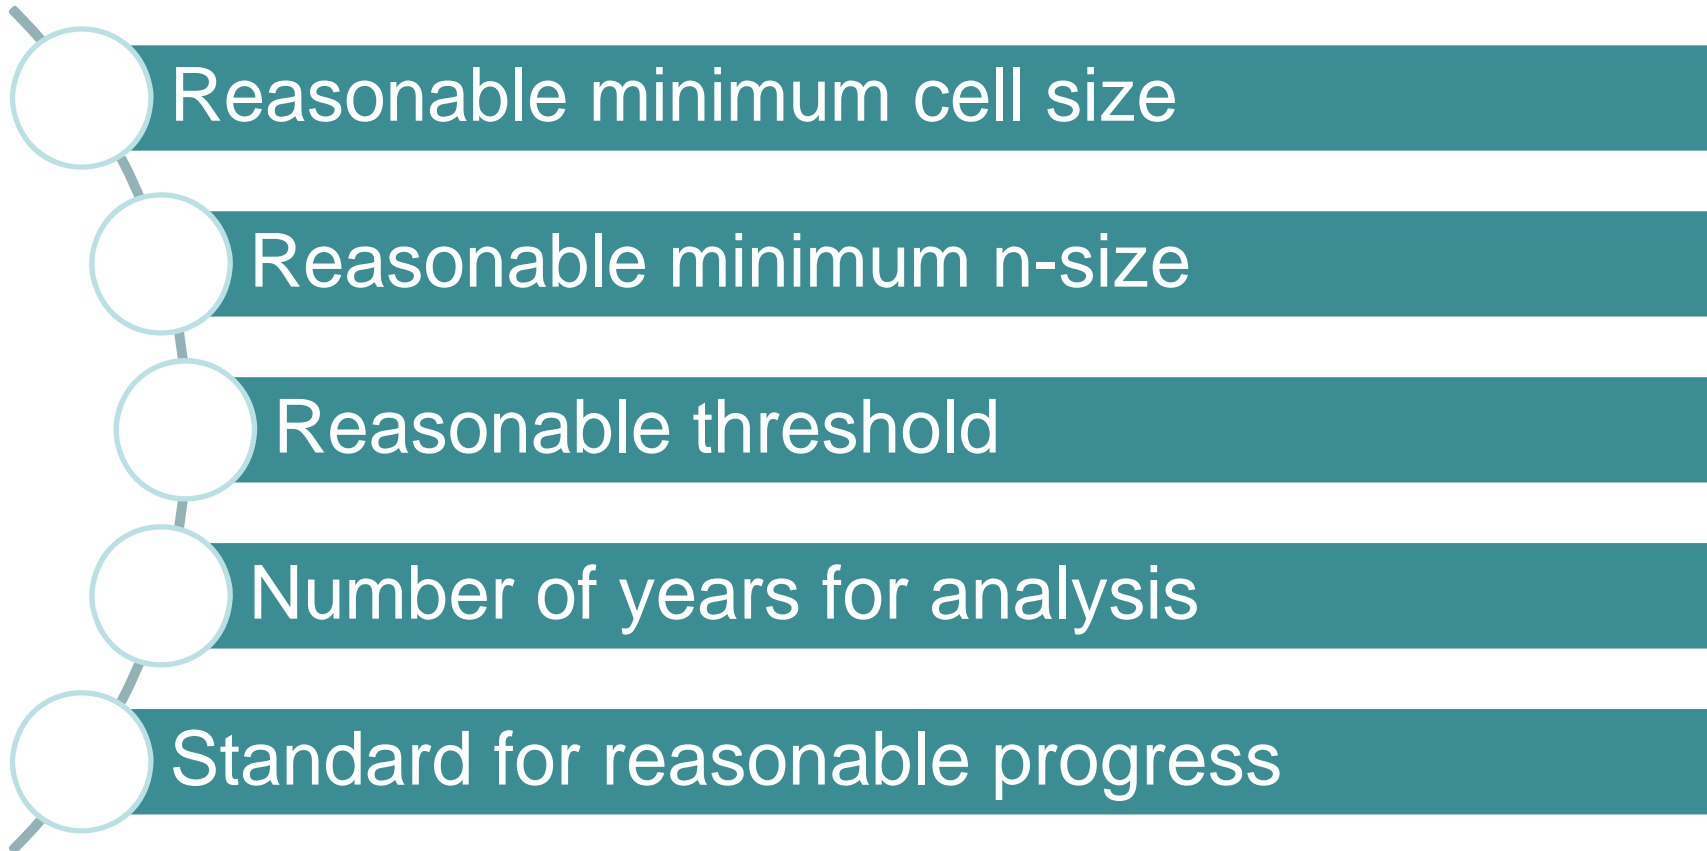 Reasonable minimum cell size
Reasonable minimum n-size
Reasonable threshold
Number of years for analysis
Standard for reasonable progress